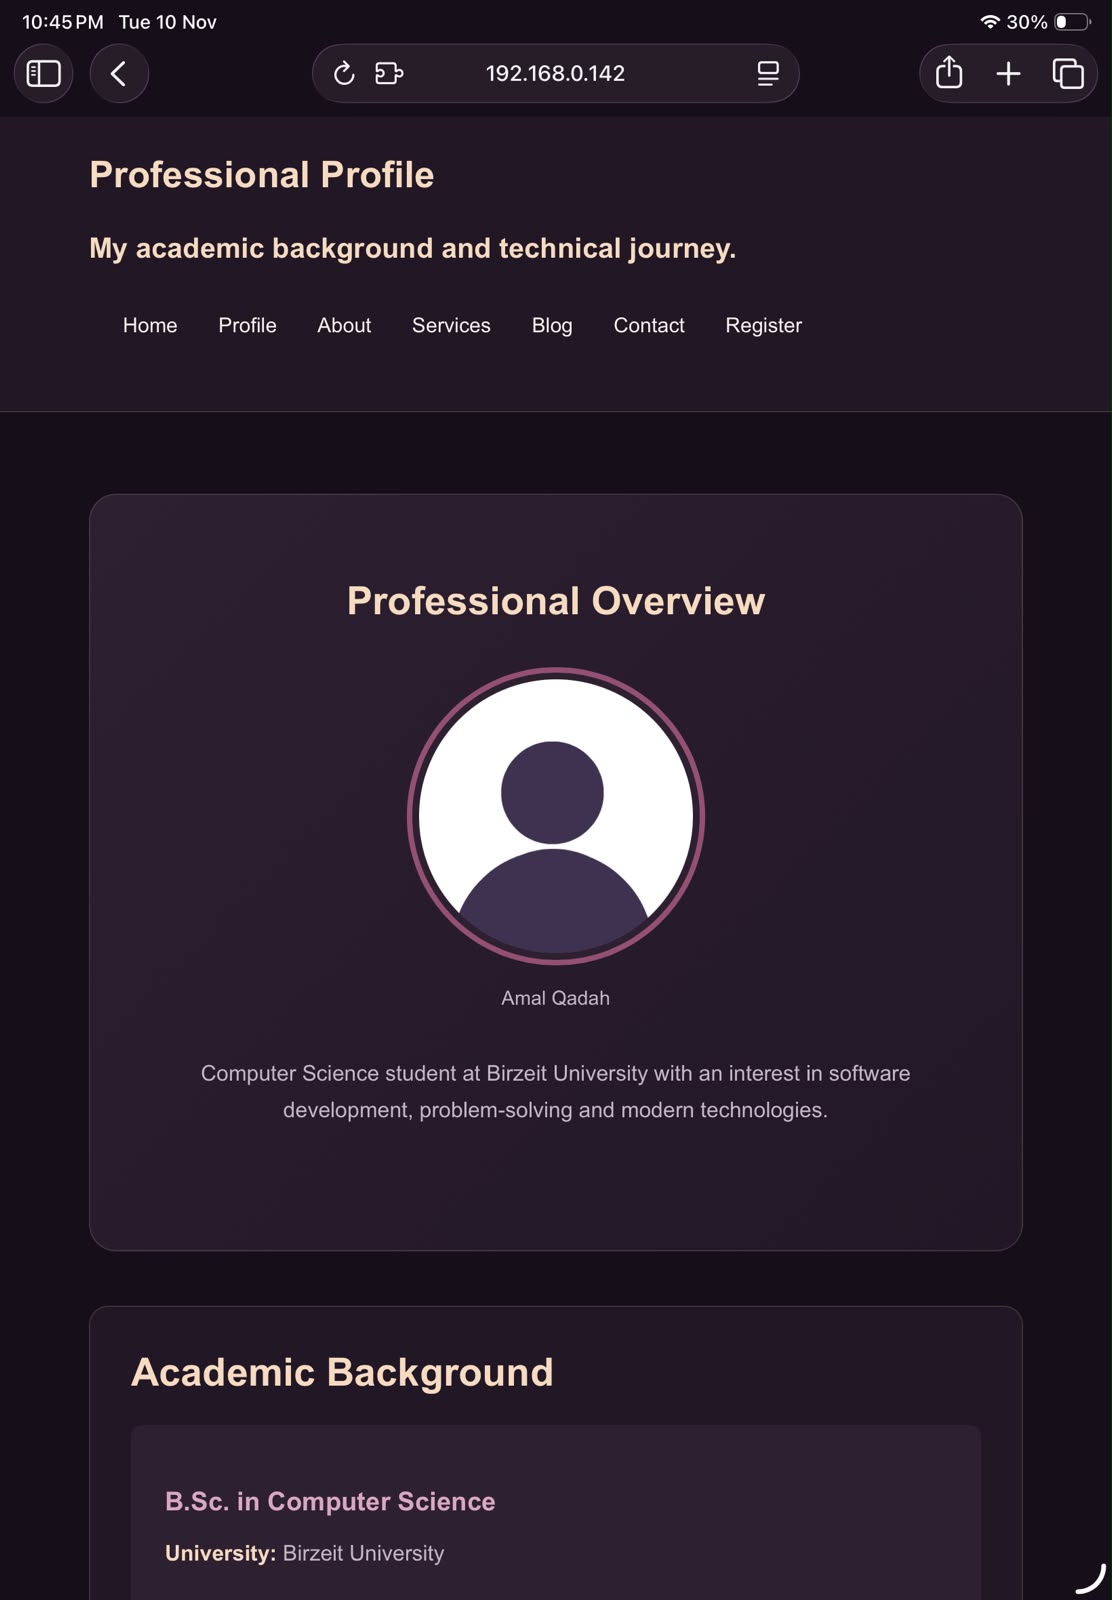 10:45 PM Tue 10 Nov
30%
192.168.0.142
Professional Profile
My academic background and technical journey.
Home Profile About Services Blog Contact Register
Professional Overview
Amal Qadah
Computer Science student at Birzeit University with an interest in software
development, problem-solving and modern technologies.
Academic Background
B.Sc. in Computer Science
University: Birzeit University